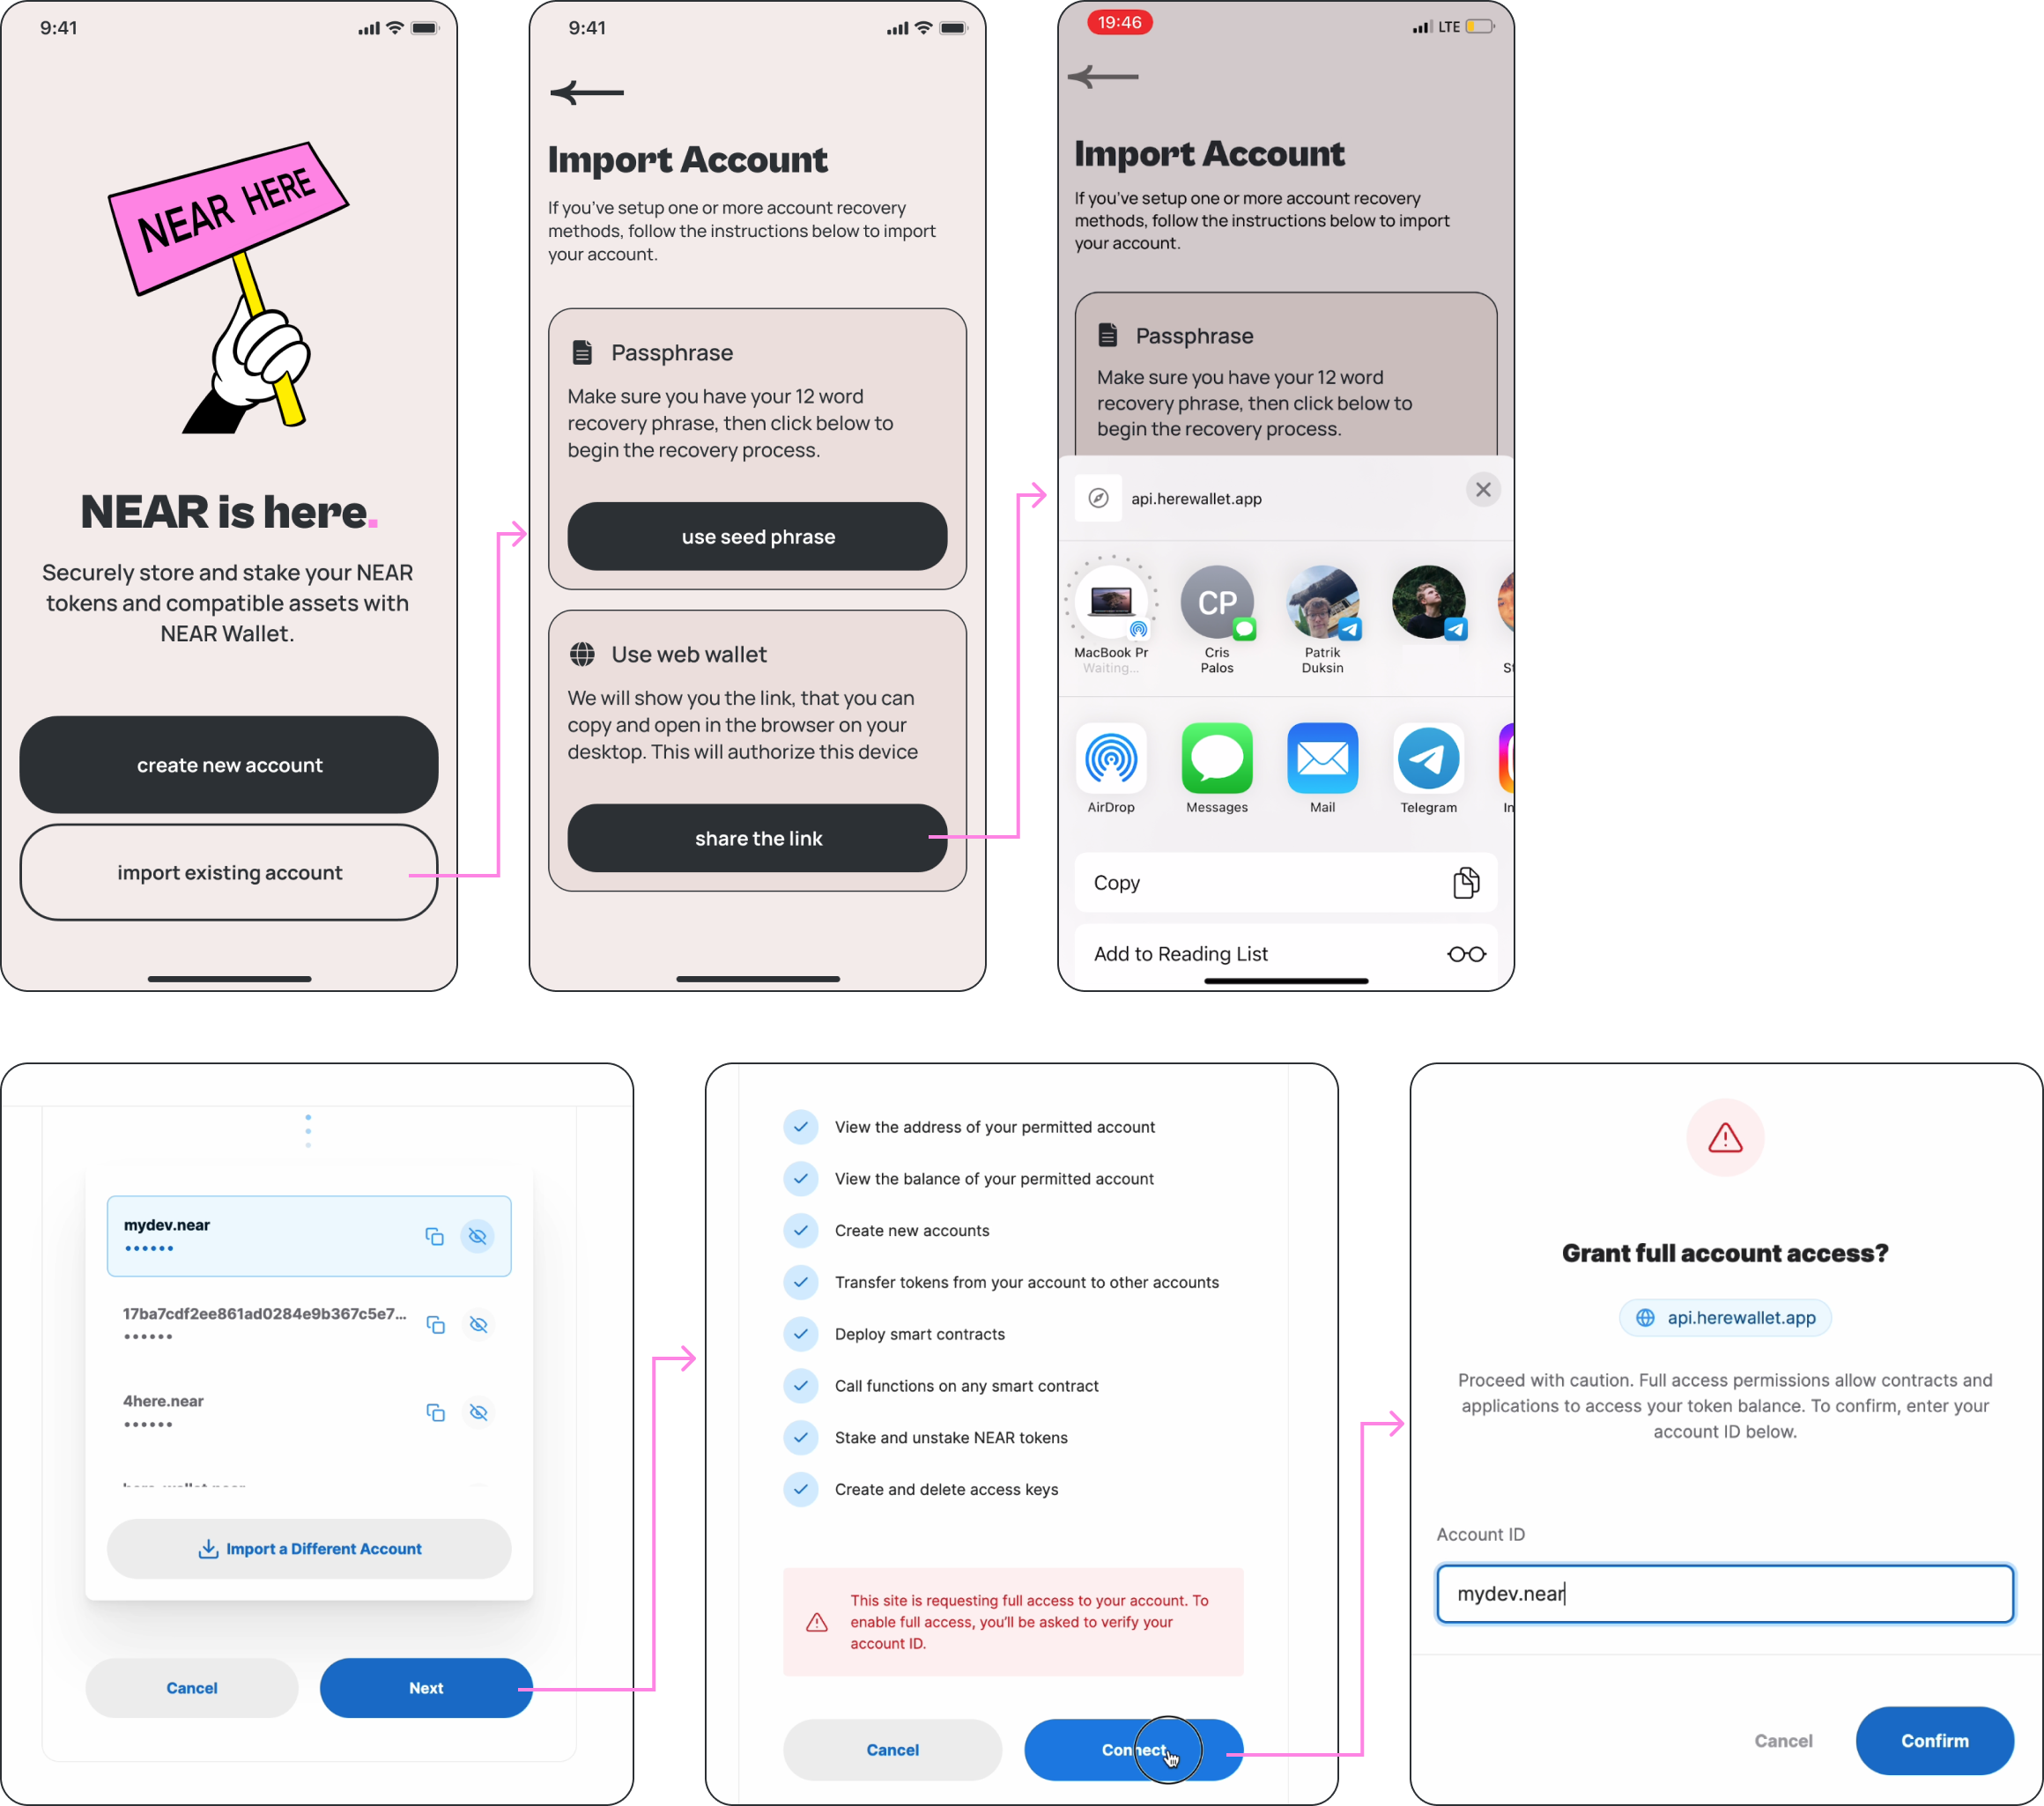 9:41
NEAR HERE
NEAR is here.
Securely store and stake your NEAR
tokens and compatible assets with
NEAR Wallet.
create new account
import existing account
9:41
Import Account
If you've setup one or more account recovery
methods, follow the instructions below to import
your account.
Passphrase
Make sure you have your 12 word
recovery phrase, then click below to
begin the recovery process.
use seed phrase
Use web wallet
We will show you the link, that you can
copy and open in the browser on your
desktop. This will authorize this device
share the link
19:46
LTE
Import Account
If you've setup one or more account recovery
methods, follow the instructions below to import
your account.
Passphrase
Make sure you have your 12 word
recovery phrase, then click below to
begin the recovery process.
api.herewallet.app
CP
MacBook Pr
Waiting...
Cris
Palos
Patrik
Duksin
AirDrop
Messages
Mail
Telegram
Copy
Add to Reading List
mydev.near
17ba7cdf2ee861ad0284e9b367c5e7...
4here.near
Import a Different Account
Cancel
Next
View the address of your permitted account
View the balance of your permitted account
Create new accounts
Transfer tokens from your account to other accounts
Deploy smart contracts
Call functions on any smart contract
Stake and unstake NEAR tokens
Create and delete access keys
This site is requesting full access to your account. To
enable full access, you'll be asked to verify your
account ID.
Cancel
Connect
Grant full account access?
api.herewallet.app
Proceed with caution. Full access permissions allow contracts and
applications to access your token balance. To confirm, enter your
account ID below.
Account ID
mydev.near
Cancel
Confirm